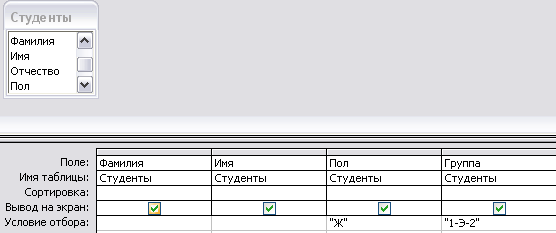 Студенты
Фамилия
Имя
Отчество
Пол
Поле: Фамилия Имя Пол Группа
Имя таблицы: Студенты Студенты Студенты Студенты
Сортировка:
Вывод на экран:
Условие отбора: "Ж" "1-Э-2"